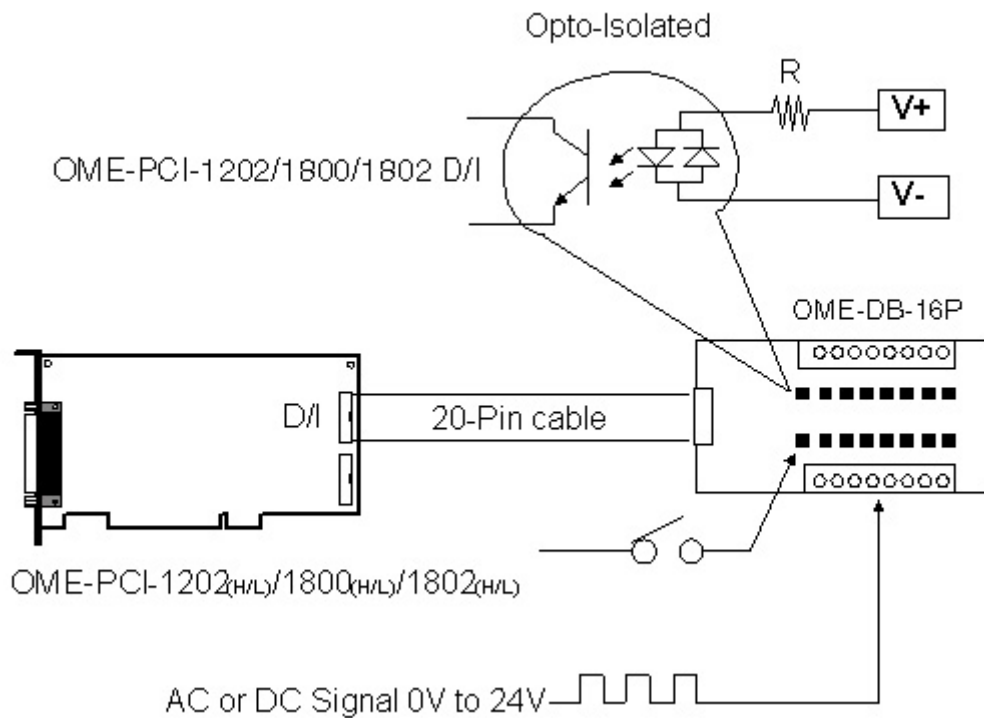 Opto-Isolated
R
V+
OME-PCI-1202/1800/1802 D/I
V-
OME-DB-16P
D/I
20-Pin cable
OME-PCI-1202(H/L)/1800(H/L)/1802(H/L)
AC or DC Signal 0V to 24V